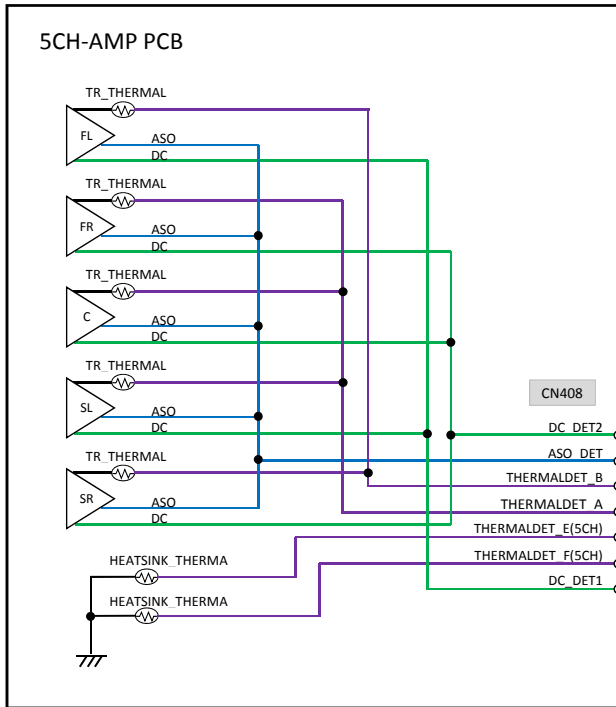 5CH-AMP PCB
TR_THERMAL
FL
ASO
DC
TR_THERMAL
FR
ASO
DC
TR_THERMAL
C
ASO
DC
TR_THERMAL
SL
ASO
DC
TR_THERMAL
SR
ASO
DC
CN408
DC_DET2
ASO_DET
THERMALDET_B
THERMALDET_A
THERMALDET_E(5CH)
THERMALDET_F(5CH)
DC_DET1
HEATSINK_THERMA
HEATSINK_THERMA